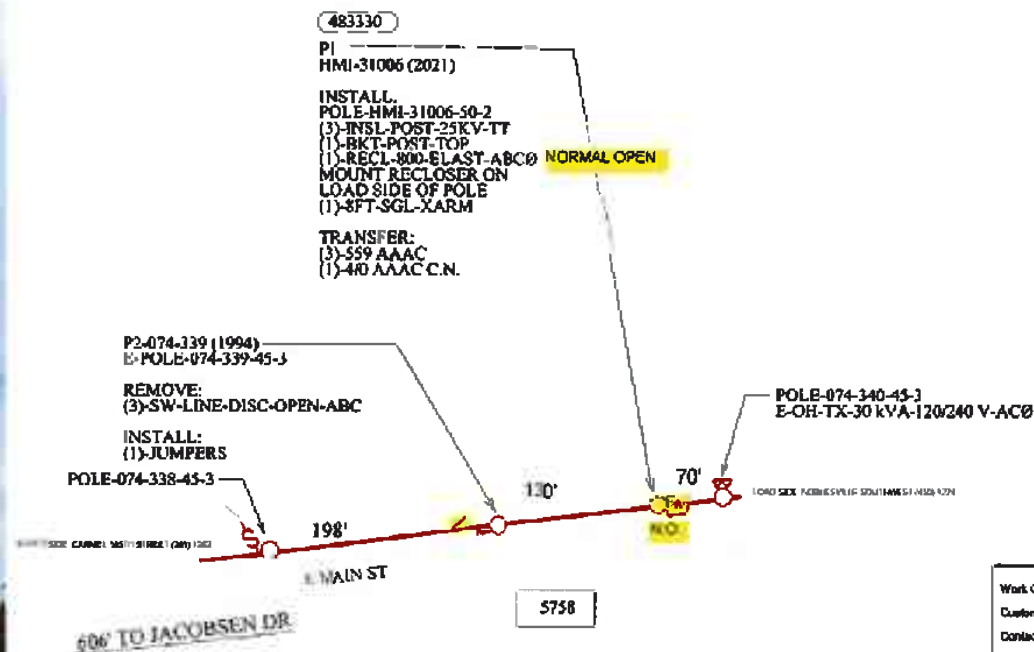 483330
P1
HMI-31006 (2021)
INSTALL:
POLE-HMI-31006-50-2
(3)-INSL-POST-25KV-TT
(1)-BKT-POST-TOP
(1)-RECL-800-ELAST-ABCØ NORMAL OPEN
MOUNT RECLOSER ON
LOAD SIDE OF POLE
(1)-8FT-SGL-XARM
TRANSFER:
(3)-559 AAAC
(1)-4/0 AAAC C.N.
P2-074-339 (1994)
E-POLE-074-339-45-3
REMOVE:
(3)-SW-LINE-DISC-OPEN-ABC
INSTALL:
(1)-JUMPERS
POLE-074-338-45-3
POLE-074-340-45-3
E-OH-TX-30 kVA-120/240 V-ACØ
70'
130'
198'
N.O.
E MAIN ST
5758
606' TO JACOBSEN DR
Work
Contac